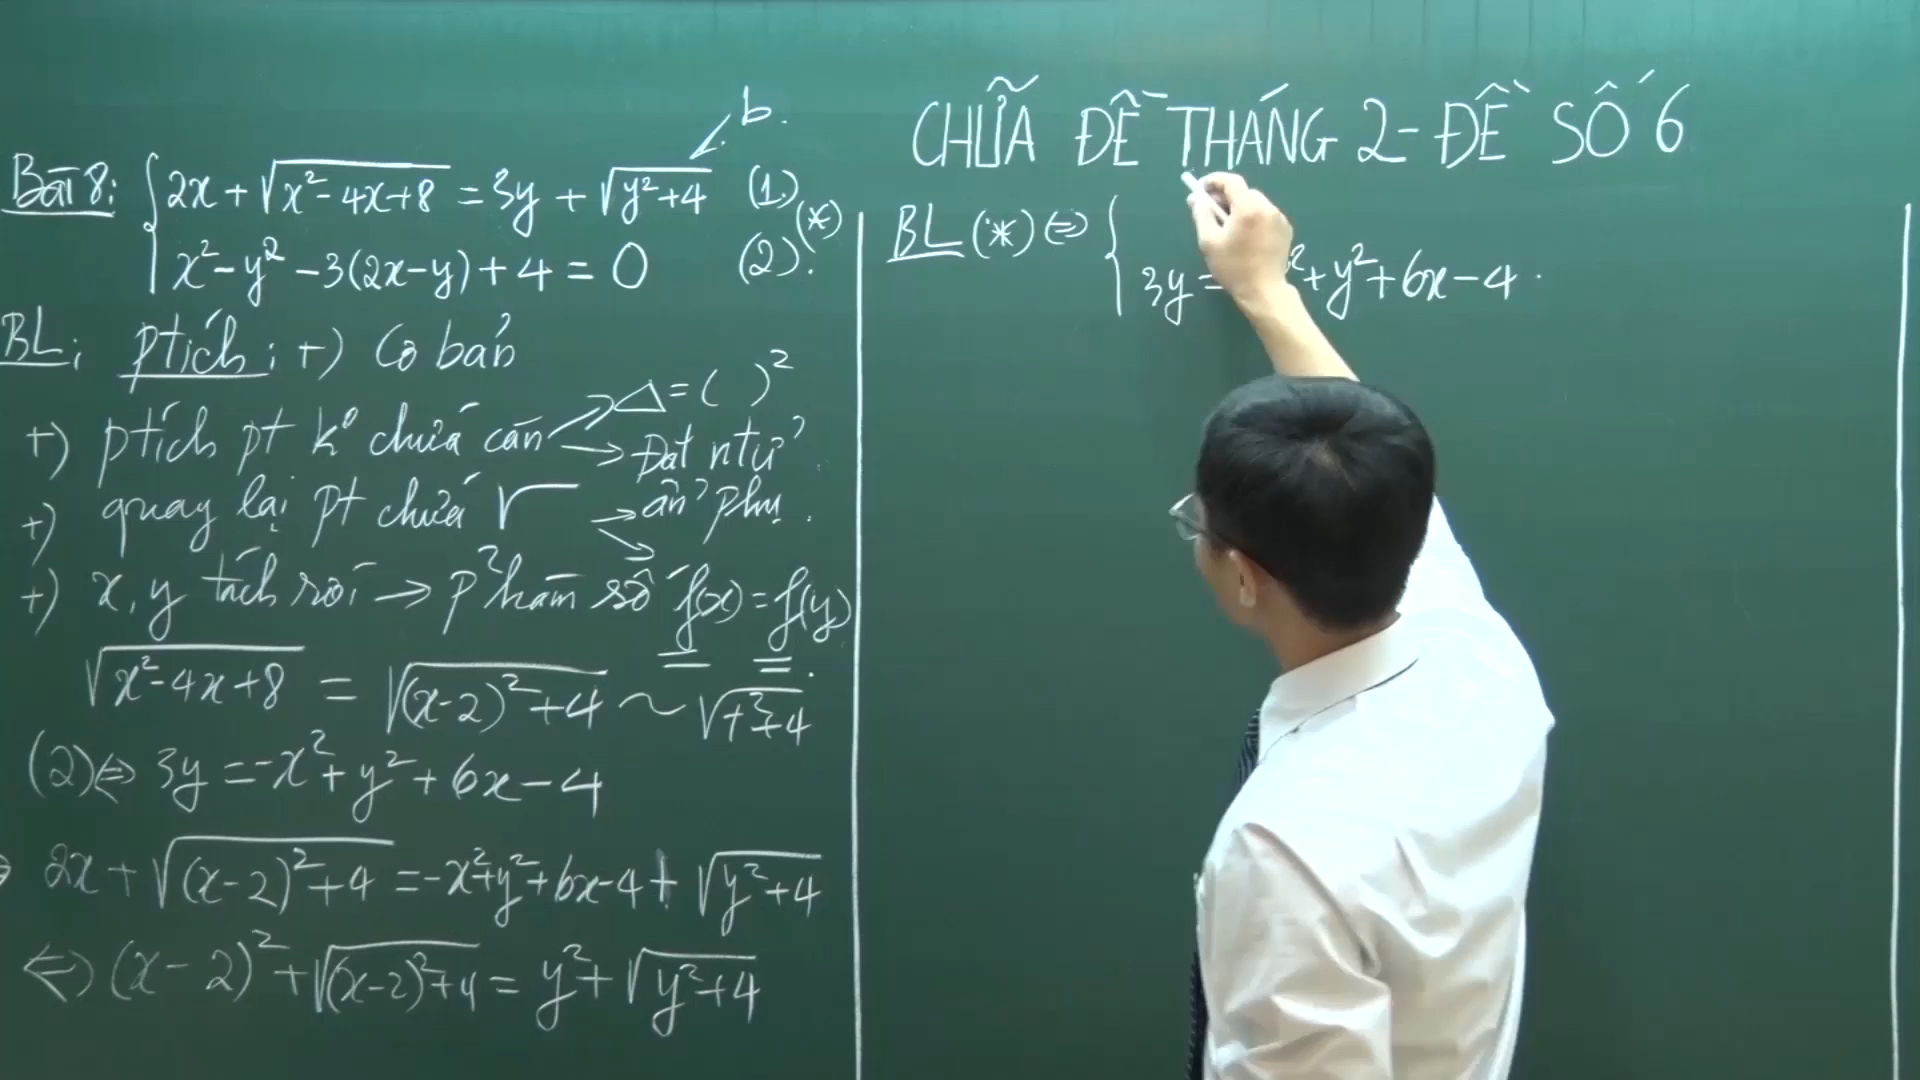 b.
Bài 8: { 2x + √(x² - 4x + 8) = 3y + √(y² + 4) (1)
x² - y² - 3(2x - y) + 4 = 0 (2). (*)
BL: ptích: +) Cơ bản
+) ptích pt k° chứa căn → Δ = ( )²
→ Đặt ntử
+) quay lại pt chứa √ → ẩn phụ.
+) x, y tách rời → p² hàm số f(x) = f(y)
√(x² - 4x + 8) = √((x - 2)² + 4) ~ √(t² + 4).
(2) ⇔ 3y = -x² + y² + 6x - 4
2x + √((x - 2)² + 4) = -x² + y² + 6x - 4 + √(y² + 4)
⇔ (x - 2)² + √((x - 2)² + 4) = y² + √(y² + 4)
CHỮA ĐỀ THÁNG 2 - ĐỀ SỐ 6
BL (*) ⇔ {
3y = ² + y² + 6x - 4.